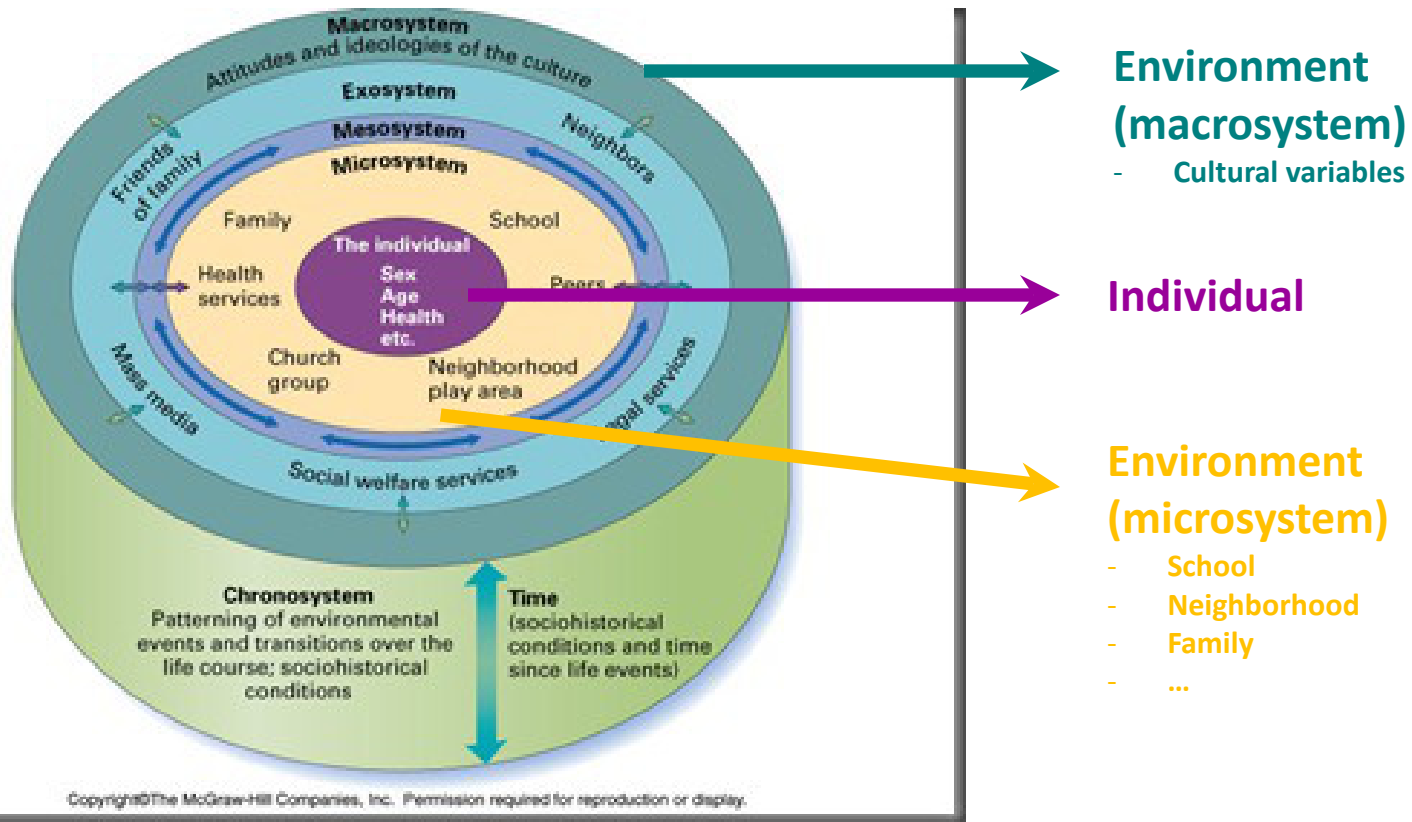 Macrosystem
Attitudes and ideologies of the culture
Exosystem
Mesosystem
Microsystem
Friends
of family
Neighbors
Family
School
The individual
Sex
Age
Health
etc.
Health
services
Peers
Church
group
Neighborhood
play area
Mass media
Social welfare services
services
Chronosystem
Patterning of environmental
events and transitions over the
life course; sociohistorical
conditions
Time
(sociohistorical
conditions and time
since life events)
Copyright©The McGraw-Hill Companies, Inc. Permission required for reproduction or display.
Environment
(macrosystem)
- Cultural variables
Individual
Environment
(microsystem)
- School
- Neighborhood
- Family
- ...